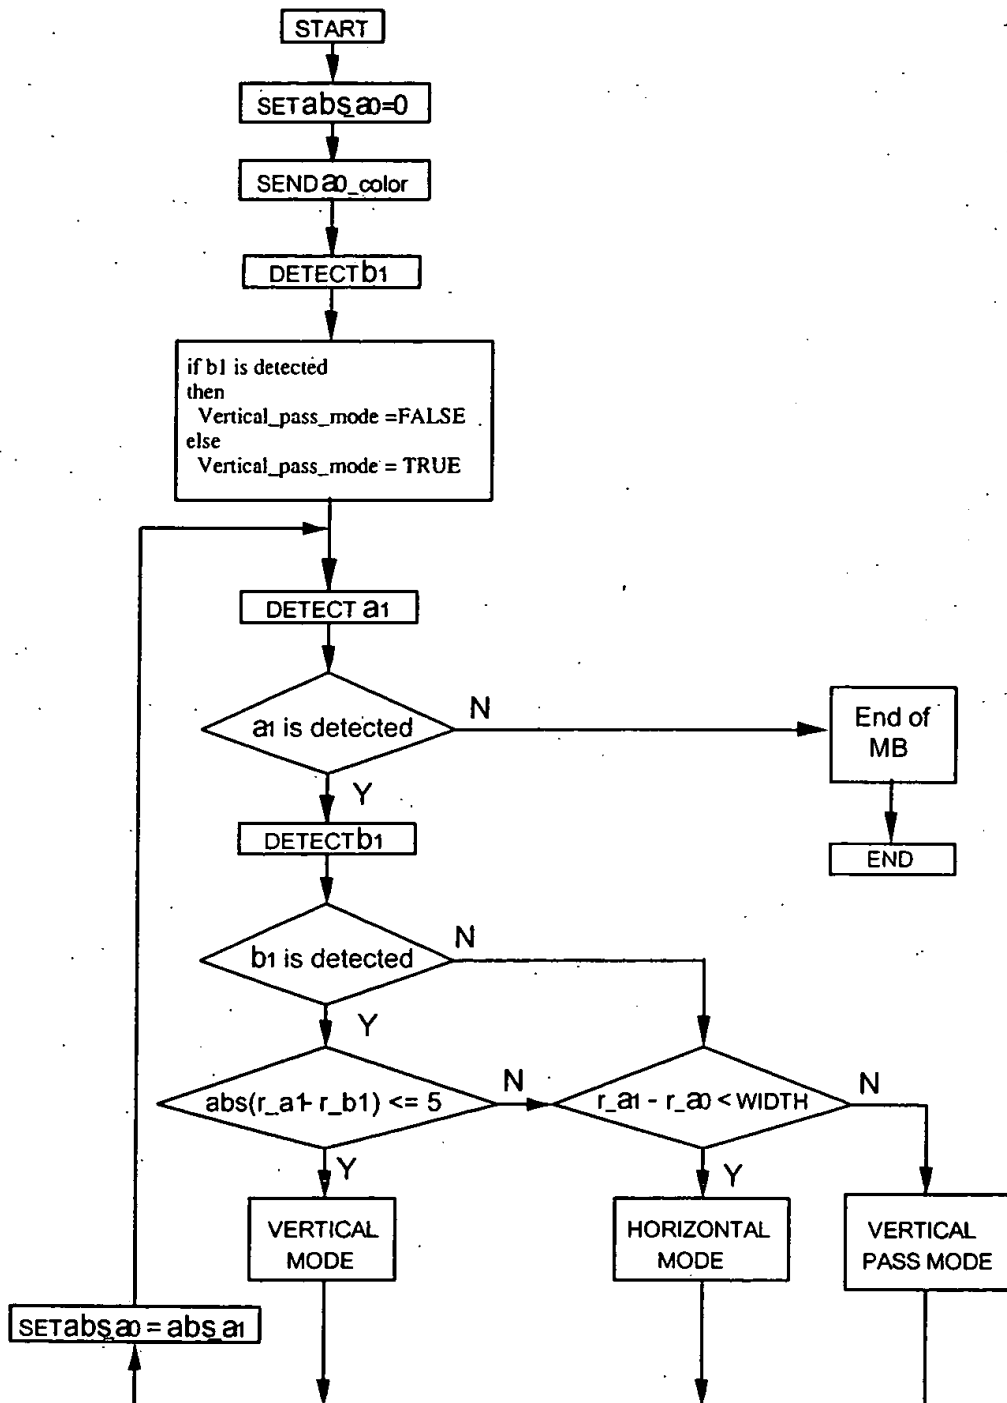 START
SET abs_a0=0
SEND a0_color
DETECT b1
if b1 is detected
then
Vertical_pass_mode =FALSE
else
Vertical_pass_mode = TRUE
DETECT a1
a1 is detected
N
End of
MB
Y
DETECT b1
END
b1 is detected
N
Y
abs(r_a1- r_b1) <= 5
N
r_a1 - r_a0 < WIDTH
N
Y
Y
VERTICAL
MODE
HORIZONTAL
MODE
VERTICAL
PASS MODE
SET abs_a0 = abs_a1